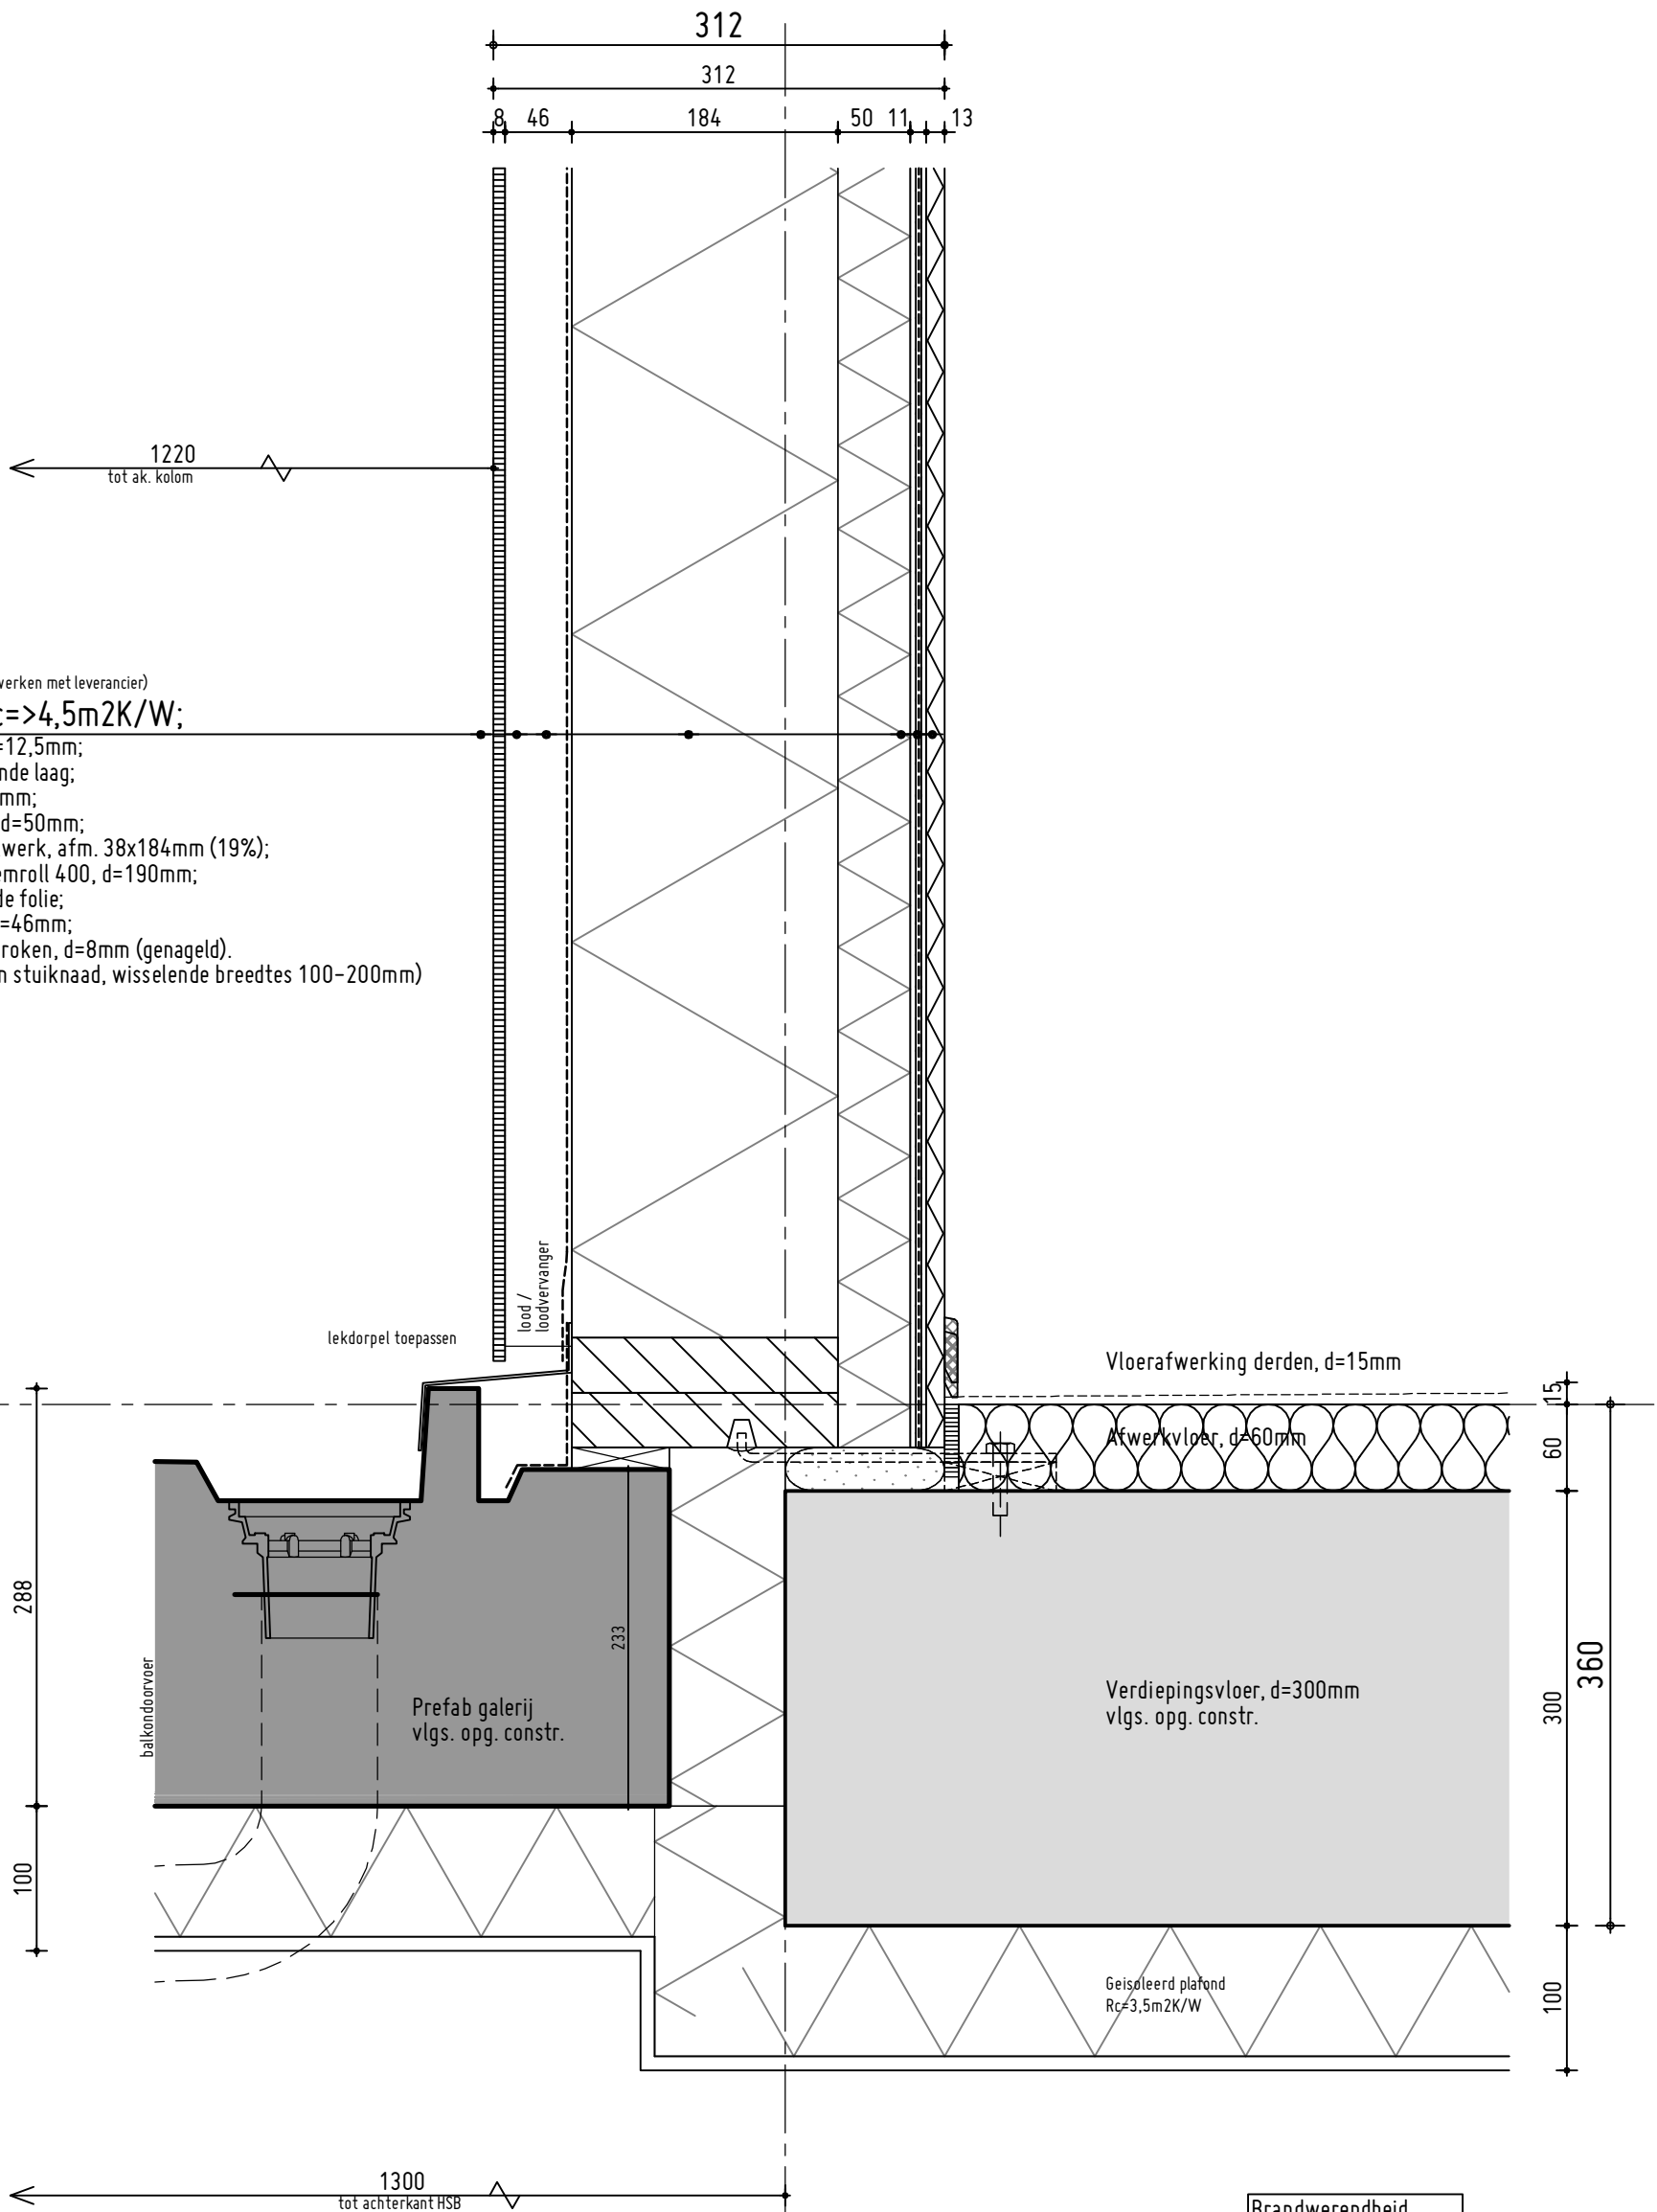 312
312
8 46 184 50 11 13
1220
tot ak. kolom
werken met leverancier)
c=>4,5m2K/W;
=12,5mm;
nde laag;
mm;
d=50mm;
werk, afm. 38x184mm (19%);
emroll 400, d=190mm;
de folie;
=46mm;
roken, d=8mm (genageld).
n stuiknaad, wisselende breedtes 100-200mm)
lood /
loodvervanger
lekdorpel toepassen
Vloerafwerking derden, d=15mm
15
Afwerkvloer, d=60mm
60
288
233
balkondoorvoer
Prefab galerij
vlgs. opg. constr.
Verdiepingsvloer, d=300mm
vlgs. opg. constr.
300
360
100
Geisoleerd plafond
Rc=3,5m2K/W
100
1300
tot achterkant HSB
Brandwerendheid